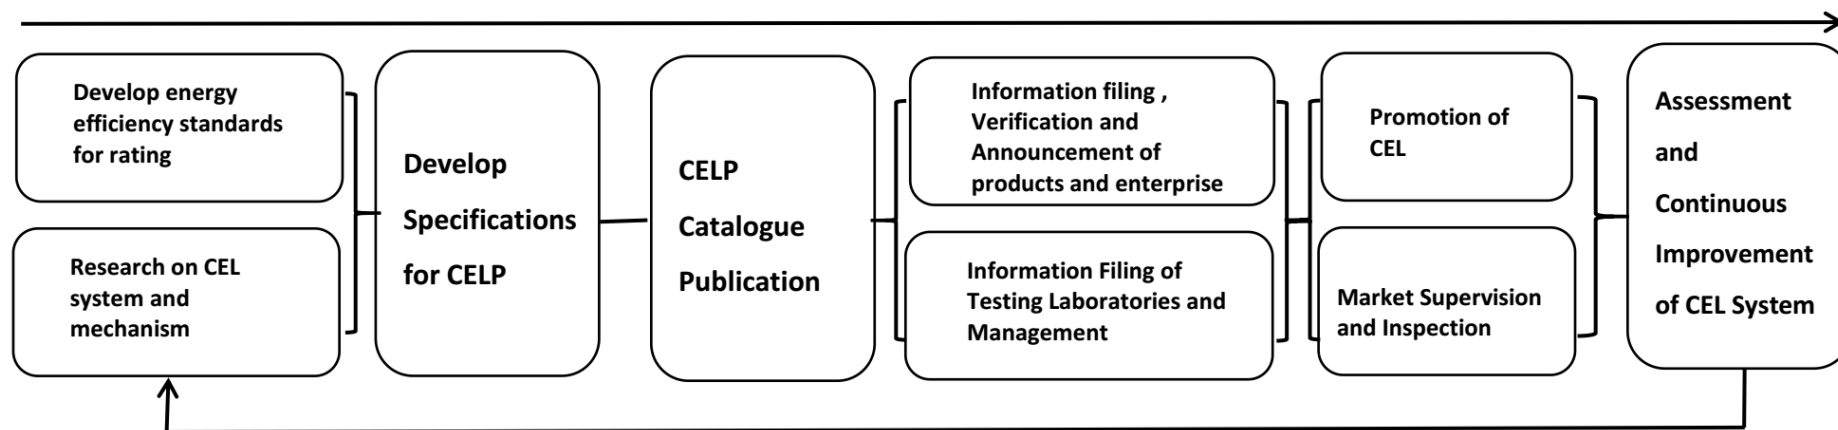 Develop energy
efficiency standards
for rating
Research on CEL
system and
mechanism
Develop
Specifications
for CELP
CELP
Catalogue
Publication
Information filing ,
Verification and
Announcement of
products and enterprise
Information Filing of
Testing Laboratories and
Management
Promotion of
CEL
Market Supervision
and Inspection
Assessment
and
Continuous
Improvement
of CEL System